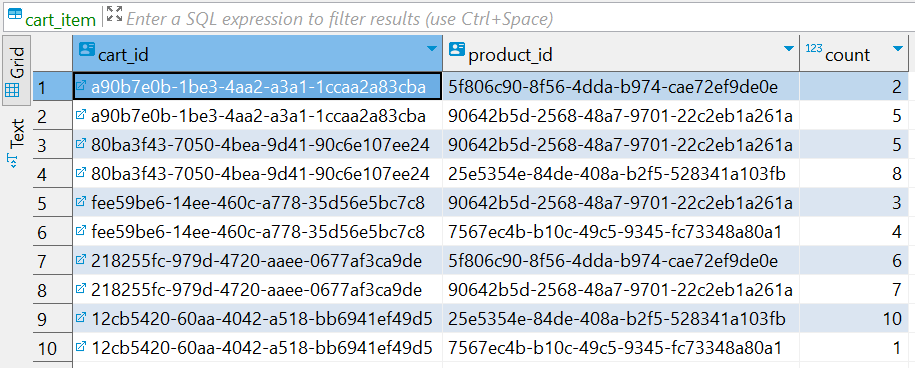 cart_item Enter a SQL expression to filter results (use Ctrl+Space)
Grid
Text
cart_id product_id 123 count
1 a90b7e0b-1be3-4aa2-a3a1-1ccaa2a83cba 5f806c90-8f56-4dda-b974-cae72ef9de0e 2
2 a90b7e0b-1be3-4aa2-a3a1-1ccaa2a83cba 90642b5d-2568-48a7-9701-22c2eb1a261a 5
3 80ba3f43-7050-4bea-9d41-90c6e107ee24 90642b5d-2568-48a7-9701-22c2eb1a261a 5
4 80ba3f43-7050-4bea-9d41-90c6e107ee24 25e5354e-84de-408a-b2f5-528341a103fb 8
5 fee59be6-14ee-460c-a778-35d56e5bc7c8 90642b5d-2568-48a7-9701-22c2eb1a261a 3
6 fee59be6-14ee-460c-a778-35d56e5bc7c8 7567ec4b-b10c-49c5-9345-fc73348a80a1 4
7 218255fc-979d-4720-aaee-0677af3ca9de 5f806c90-8f56-4dda-b974-cae72ef9de0e 6
8 218255fc-979d-4720-aaee-0677af3ca9de 90642b5d-2568-48a7-9701-22c2eb1a261a 7
9 12cb5420-60aa-4042-a518-bb6941ef49d5 25e5354e-84de-408a-b2f5-528341a103fb 10
10 12cb5420-60aa-4042-a518-bb6941ef49d5 7567ec4b-b10c-49c5-9345-fc73348a80a1 1